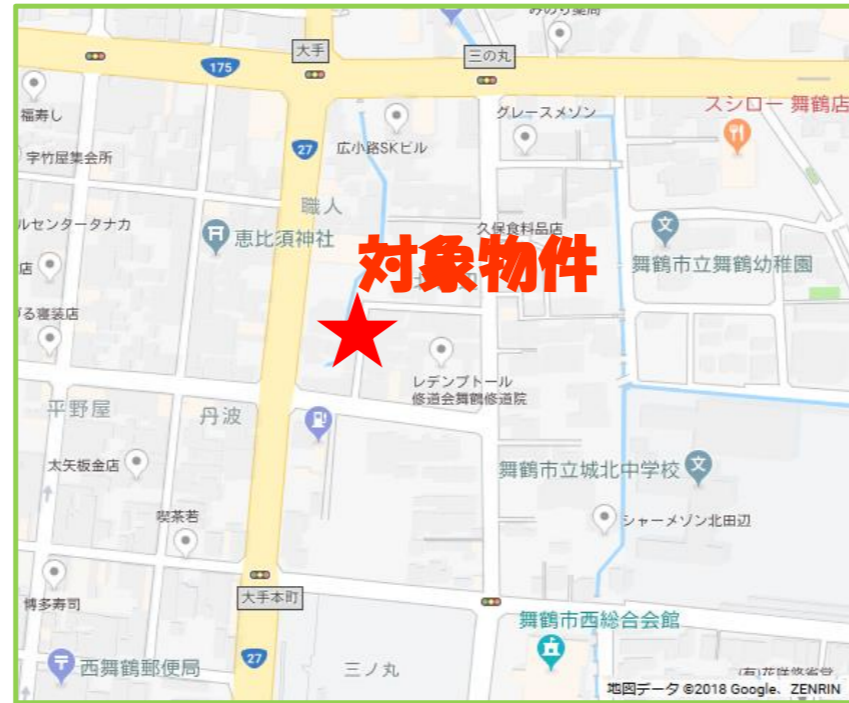 大手
三の丸
175
福寿し
グレースメゾン
スシロー 舞鶴店
27
広小路SKビル
字竹屋集会所
職人
ルセンタータナカ
恵比須神社
久保食料品店
対象物件
舞鶴市立舞鶴幼稚園
店
づる寝装店
レデンプトール
修道会舞鶴修道院
平野屋
丹波
太矢板金店
舞鶴市立城北中学校
喫茶若
シャーメゾン北田辺
博多寿司
大手本町
舞鶴市西総合会館
西舞鶴郵便局
27
三ノ丸
地図データ ©2018 Google、ZENRIN